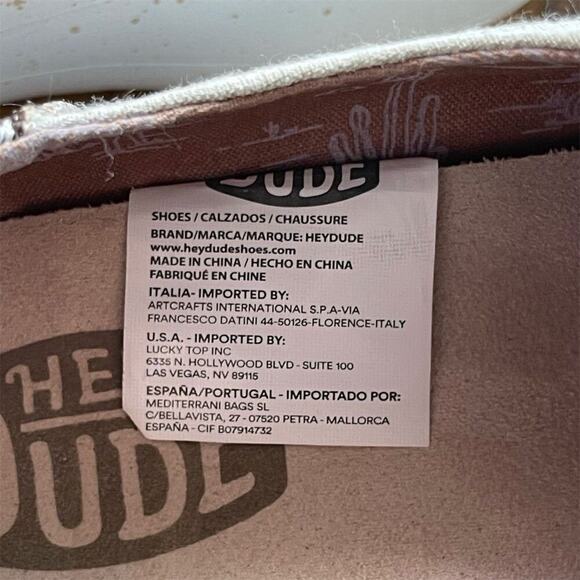 DUDE
SHOES / CALZADOS / CHAUSSURE
BRAND/MARCA/MARQUE: HEYDUDE
www.heydudeshoes.com
MADE IN CHINA / HECHO EN CHINA
FABRIQUÉ EN CHINE
ITALIA- IMPORTED BY:
ARTCRAFTS INTERNATIONAL S.P.A-VIA
FRANCESCO DATINI 44-50126-FLORENCE-ITALY
U.S.A. - IMPORTED BY:
LUCKY TOP INC
6335 N. HOLLYWOOD BLVD - SUITE 100
LAS VEGAS, NV 89115
ESPAÑA/PORTUGAL - IMPORTADO POR:
MEDITERRANI BAGS SL
C/BELLAVISTA, 27 - 07520 PETRA - MALLORCA
ESPAÑA - CIF B07914732
HE
DUDE